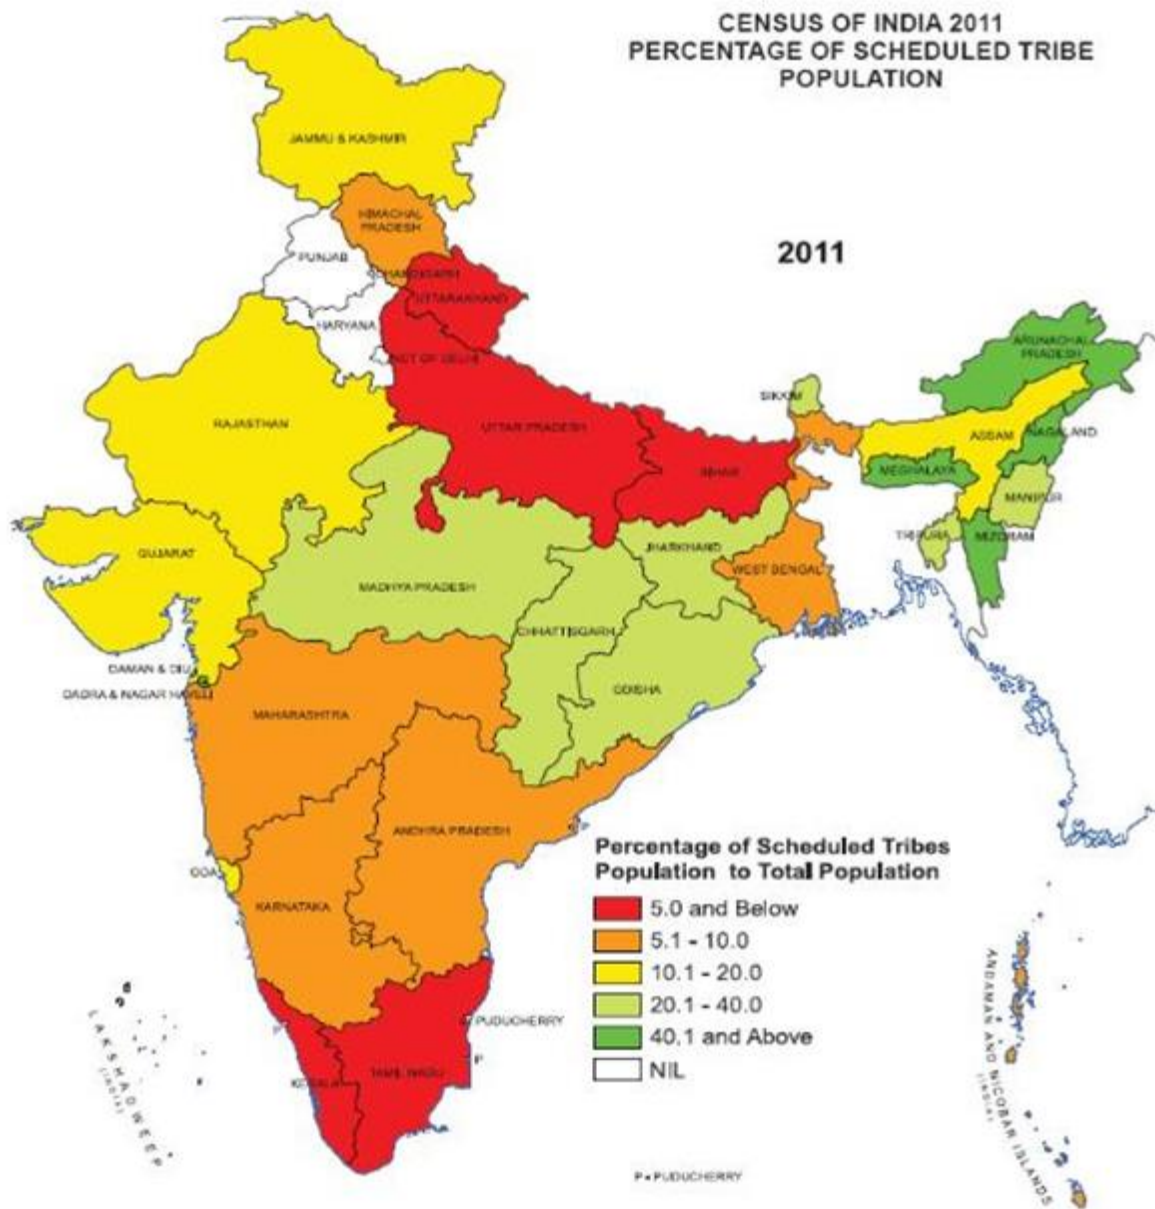 CENSUS OF INDIA 2011
PERCENTAGE OF SCHEDULED TRIBE
POPULATION
2011
JAMMU & KASHMIR
HIMACHAL
PRADESH
PUNJAB
CHANDIGARH
UTTARAKHAND
HARYANA
NCT OF DELHI
ARUNACHAL
PRADESH
SIKKIM
RAJASTHAN
UTTAR PRADESH
ASSAM
NAGALAND
BIHAR
MEGHALAYA
MANIPUR
TRIPURA
MIZORAM
GUJARAT
JHARKHAND
WEST BENGAL
MADHYA PRADESH
CHHATTISGARH
DAMAN & DIU
DADRA & NAGAR HAVELI
ODISHA
MAHARASHTRA
ANDHRA PRADESH
GOA
KARNATAKA
Percentage of Scheduled Tribes
Population to Total Population
5.0 and Below
5.1 - 10.0
10.1 - 20.0
20.1 - 40.0
40.1 and Above
NIL
PUDUCHERRY
P
P
KERALA
TAMIL NADU
LAKSHADWEEP
(INDIA)
ANDAMAN AND NICOBAR ISLANDS
(INDIA)
P = PUDUCHERRY